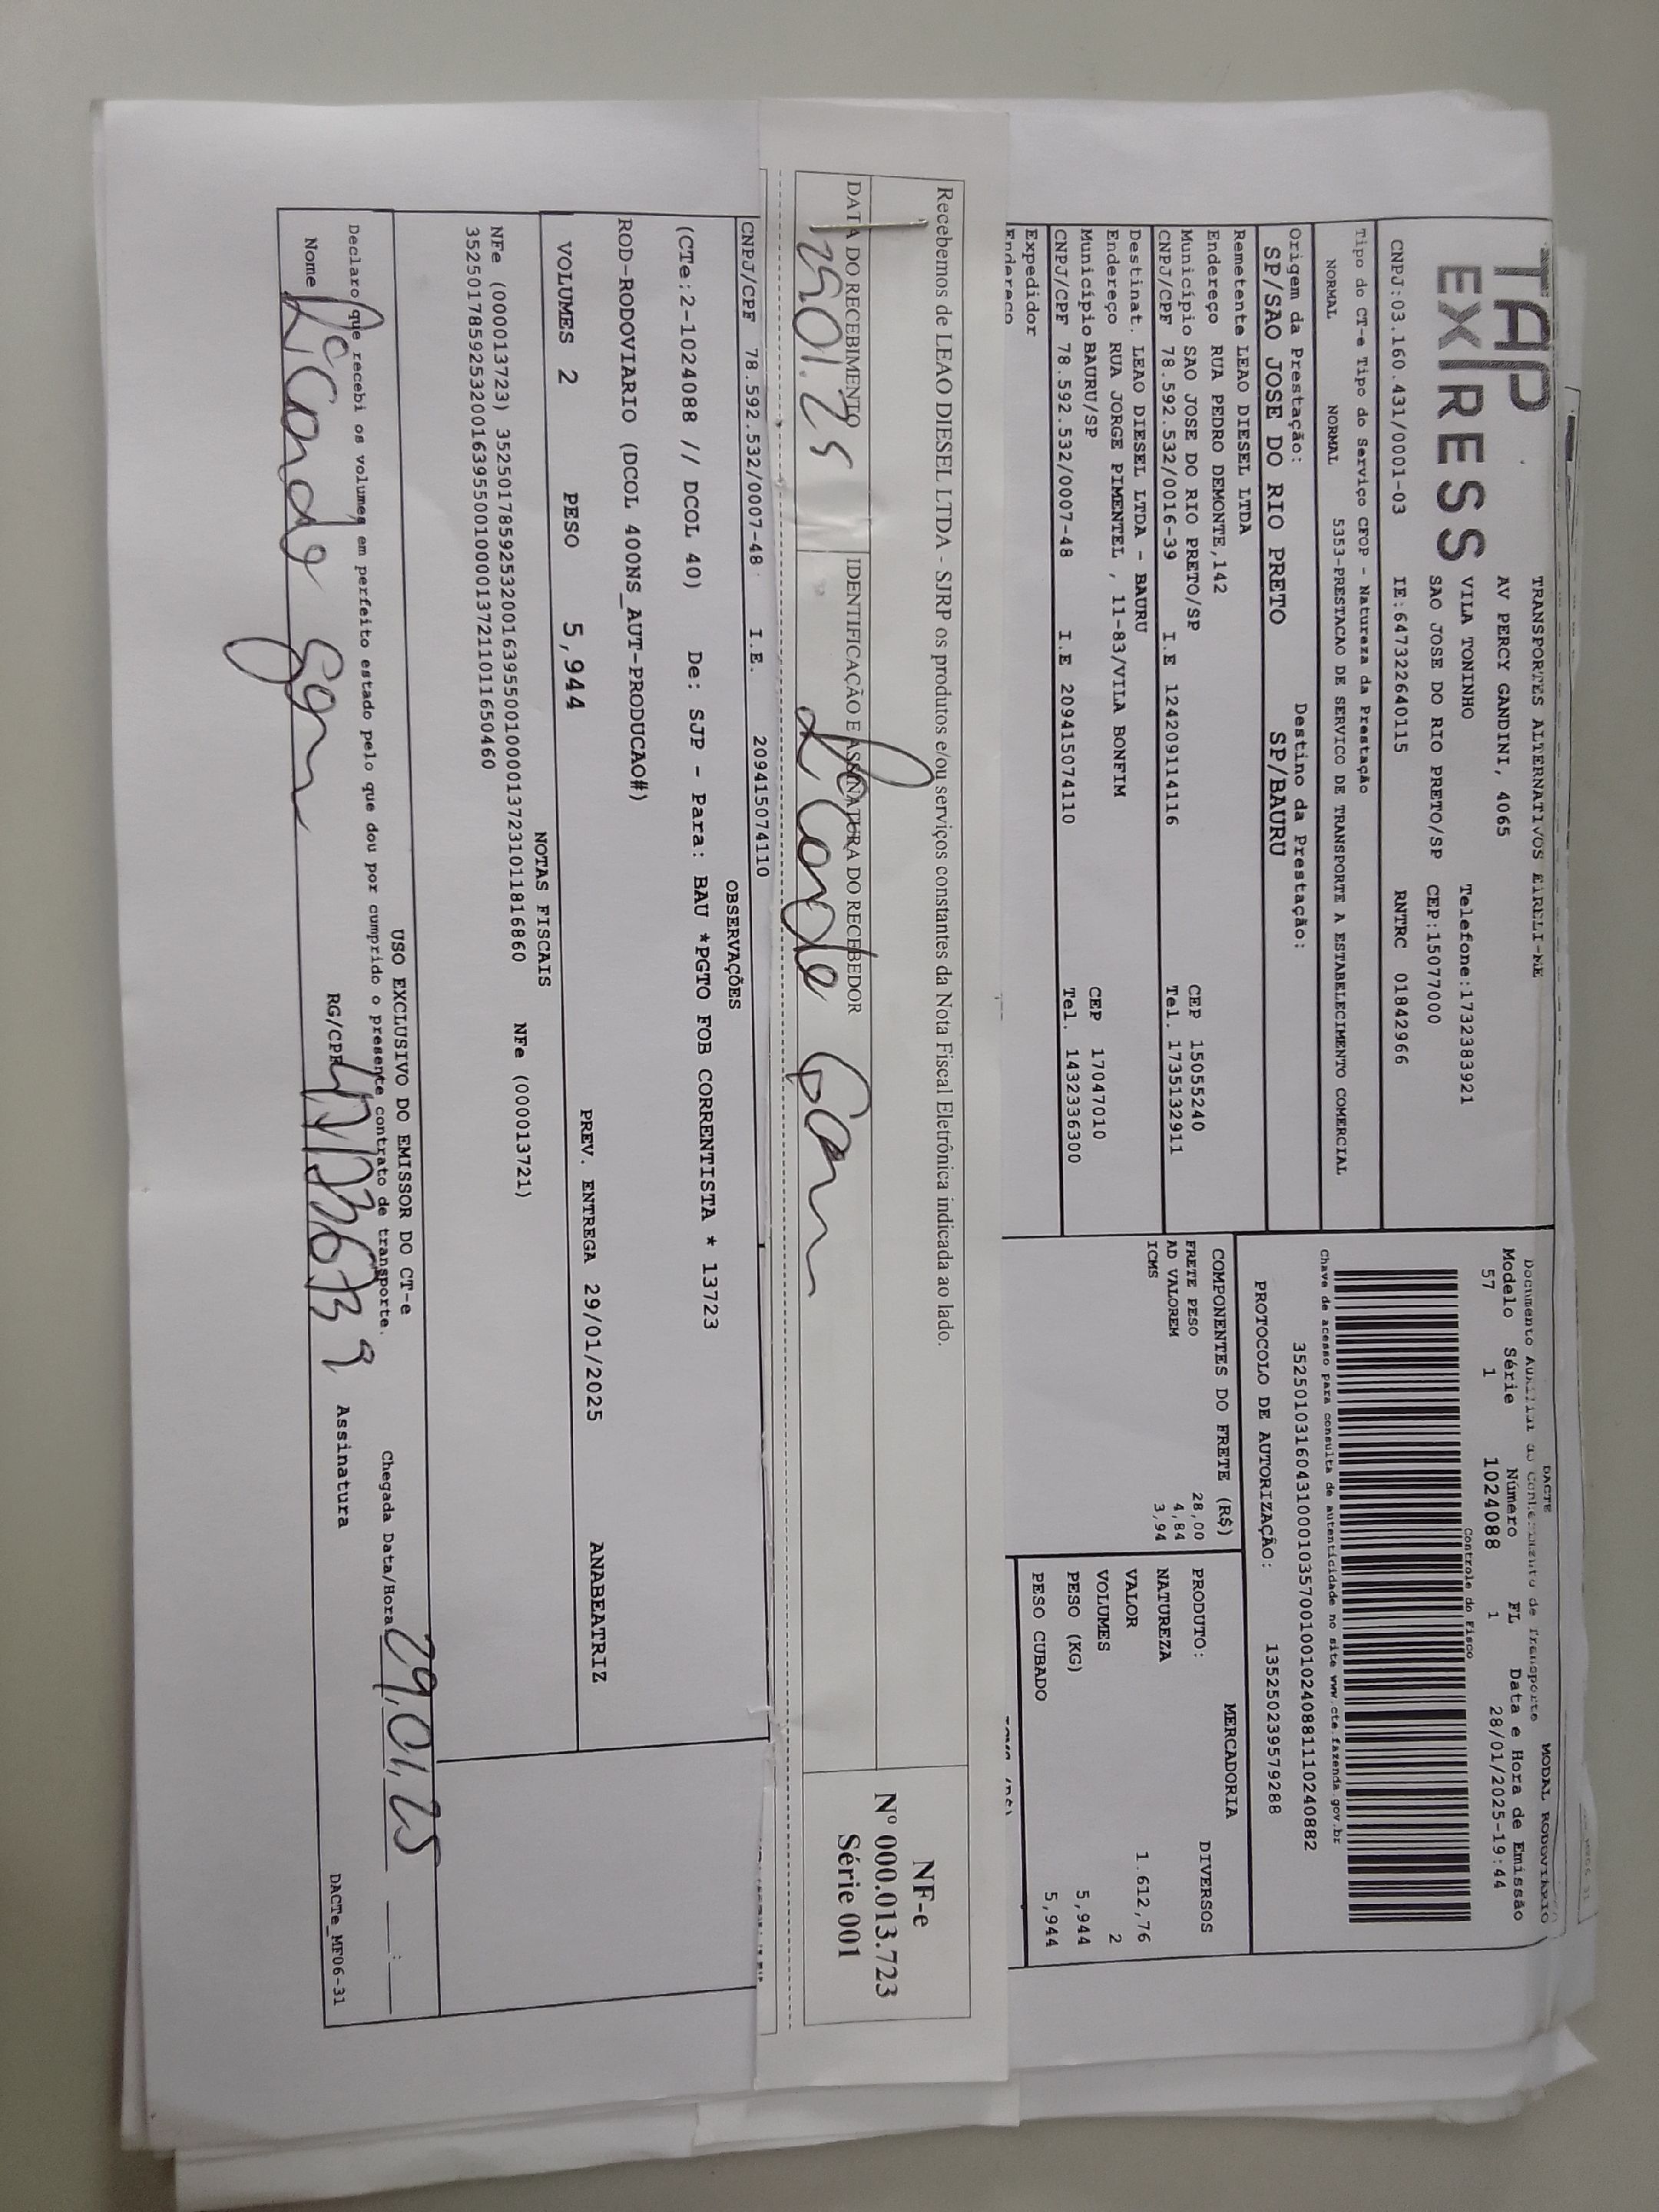 TAP
EX/RESS
TRANSPORTES ALTERNATIVOS EIRELI-ME
AV PERCY GANDINI, 4065
VILA TONINHO Telefone:1732383921
SAO JOSE DO RIO PRETO/SP CEP:15077000
CNPJ:03.160.431/0001-03 IE:647322640115 RNTRC 01842966
DACTE MODAL RODOVIÁRIO
Documento Auxiliar do Conhecimento de Transporte
Modelo Série Número FL Data e Hora de Emissão
57 1 1024088 1 28/01/2025-19:44
Controle do Fisco
Chave de acesso para consulta de autenticidade no site www.cte.fazenda.gov.br
35250103160431000103570010010240881110240882
PROTOCOLO DE AUTORIZAÇÃO: 135250239579288
Tipo do CT-e Tipo do Serviço CFOP - Natureza da Prestação
NORMAL NORMAL 5353-PRESTACAO DE SERVICO DE TRANSPORTE A ESTABELECIMENTO COMERCIAL
Origem da Prestação: Destino da Prestação:
SP/SAO JOSE DO RIO PRETO SP/BAURU
Remetente LEAO DIESEL LTDA
Endereço RUA PEDRO DEMONTE,142
Município SAO JOSE DO RIO PRETO/SP CEP 15055240
CNPJ/CPF 78.592.532/0016-39 I.E 124209114116 Tel. 1735132911
Destinat. LEAO DIESEL LTDA - BAURU
Endereço RUA JORGE PIMENTEL , 11-83/VILA BONFIM
Município BAURU/SP CEP 17047010
CNPJ/CPF 78.592.532/0007-48 I.E 209415074110 Tel. 1432336300
Expedidor
Endereço
COMPONENTES DO FRETE (R$)
FRETE PESO 28,00
AD VALOREM 4,84
ICMS 3,94
MERCADORIA
PRODUTO: DIVERSOS
NATUREZA
VALOR 1.612,76
VOLUMES 2
PESO (KG) 5,944
PESO CUBADO 5,944
Recebemos de LEAO DIESEL LTDA - SJRP os produtos e/ou serviços constantes da Nota Fiscal Eletrônica indicada ao lado.
DATA DO RECEBIMENTO IDENTIFICAÇÃO E ASSINATURA DO RECEBEDOR
29.01.25
NF-e
Nº 000.013.723
Série 001
CNPJ/CPF 78.592.532/0007-48 I.E. 209415074110
OBSERVAÇÕES
(CTe:2-1024088 // DCOL 40) De: SJP - Para: BAU *PGTO FOB CORRENTISTA * 13723
ROD-RODOVIARIO (DCOL 400NS_AUT-PRODUCAO#)
VOLUMES 2 PESO 5,944 PREV. ENTREGA 29/01/2025 ANABEATRIZ
NOTAS FISCAIS
NFe (000013723) 35250178592532001639550010000137231011816860 NFe (000013721)
35250178592532001639550010000137211011650460
USO EXCLUSIVO DO EMISSOR DO CT-e
Declaro que recebi os volumes em perfeito estado pelo que dou por cumprido o presente contrato de transporte.
Chegada Data/Hora 29,01,25 __:__
Nome RG/CPF Assinatura
DACTe_MF06-31